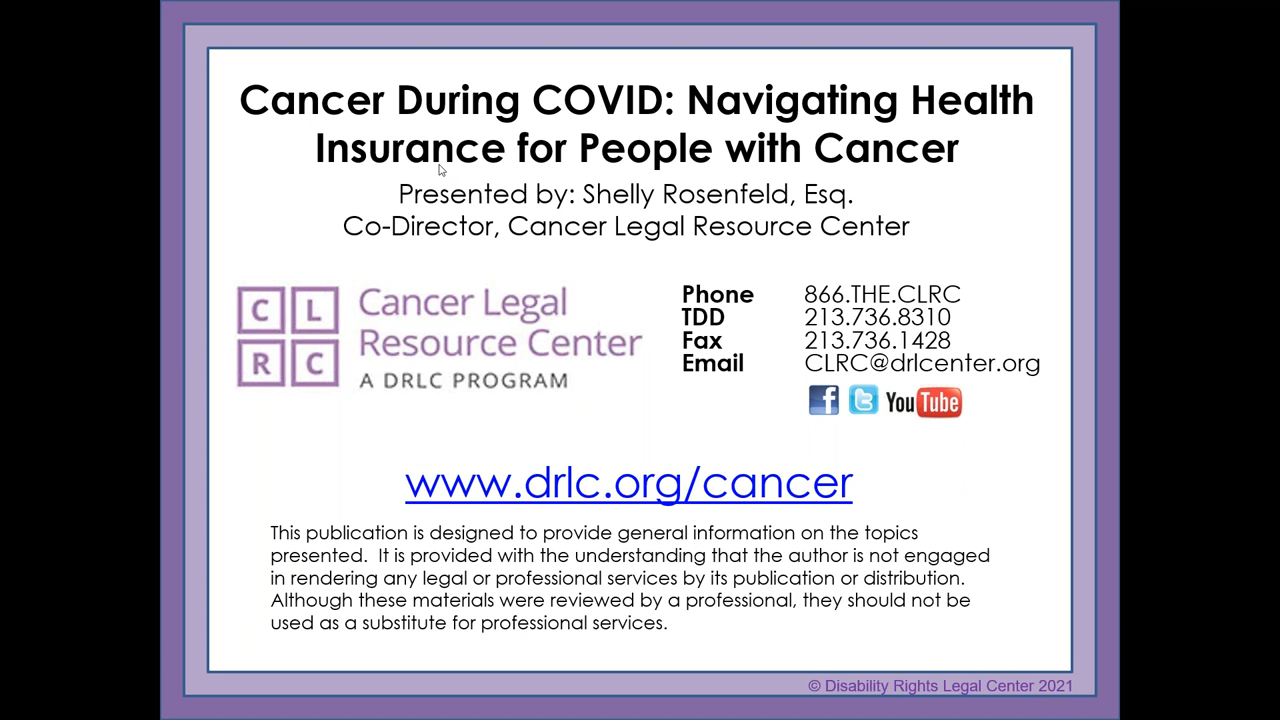 Cancer During COVID: Navigating Health
Insurance for People with Cancer
Presented by: Shelly Rosenfeld, Esq.
Co-Director, Cancer Legal Resource Center
C L
R C
Cancer Legal
Resource Center
A DRLC PROGRAM
Phone 866.THE.CLRC
TDD 213.736.8310
Fax 213.736.1428
Email CLRC@drlcenter.org
f t YouTube
www.drlc.org/cancer
This publication is designed to provide general information on the topics
presented. It is provided with the understanding that the author is not engaged
in rendering any legal or professional services by its publication or distribution.
Although these materials were reviewed by a professional, they should not be
used as a substitute for professional services.
© Disability Rights Legal Center 2021